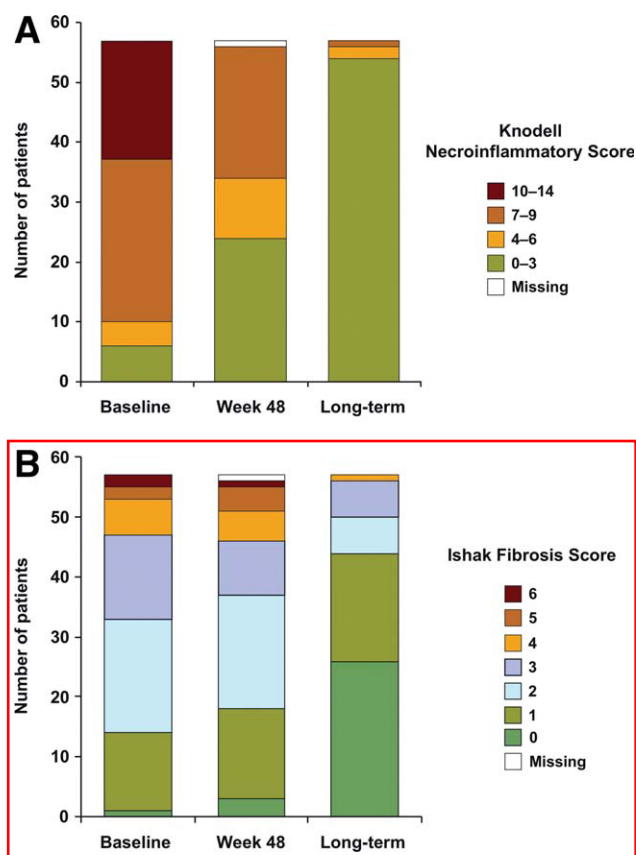 A
60
50
40
30
20
10
0
Number of patients
Baseline Week 48 Long-term
Knodell
Necroinflammatory Score
10–14
7–9
4–6
0–3
Missing
B
60
50
40
30
20
10
0
Number of patients
Baseline Week 48 Long-term
Ishak Fibrosis Score
6
5
4
3
2
1
0
Missing